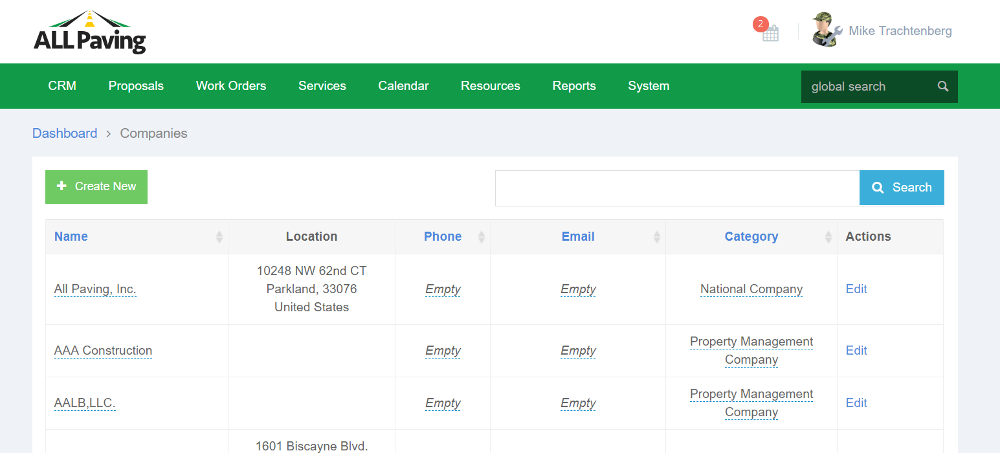 ALL Paving
2
Mike Trachtenberg
CRM Proposals Work Orders Services Calendar Resources Reports System global search
Dashboard > Companies
+ Create New
Search
Name Location Phone Email Category Actions
All Paving, Inc.
10248 NW 62nd CT
Parkland, 33076
United States
Empty
Empty
National Company
Edit
AAA Construction
Empty
Empty
Property Management
Company
Edit
AALB,LLC.
Empty
Empty
Property Management
Company
Edit
1601 Biscayne Blvd.